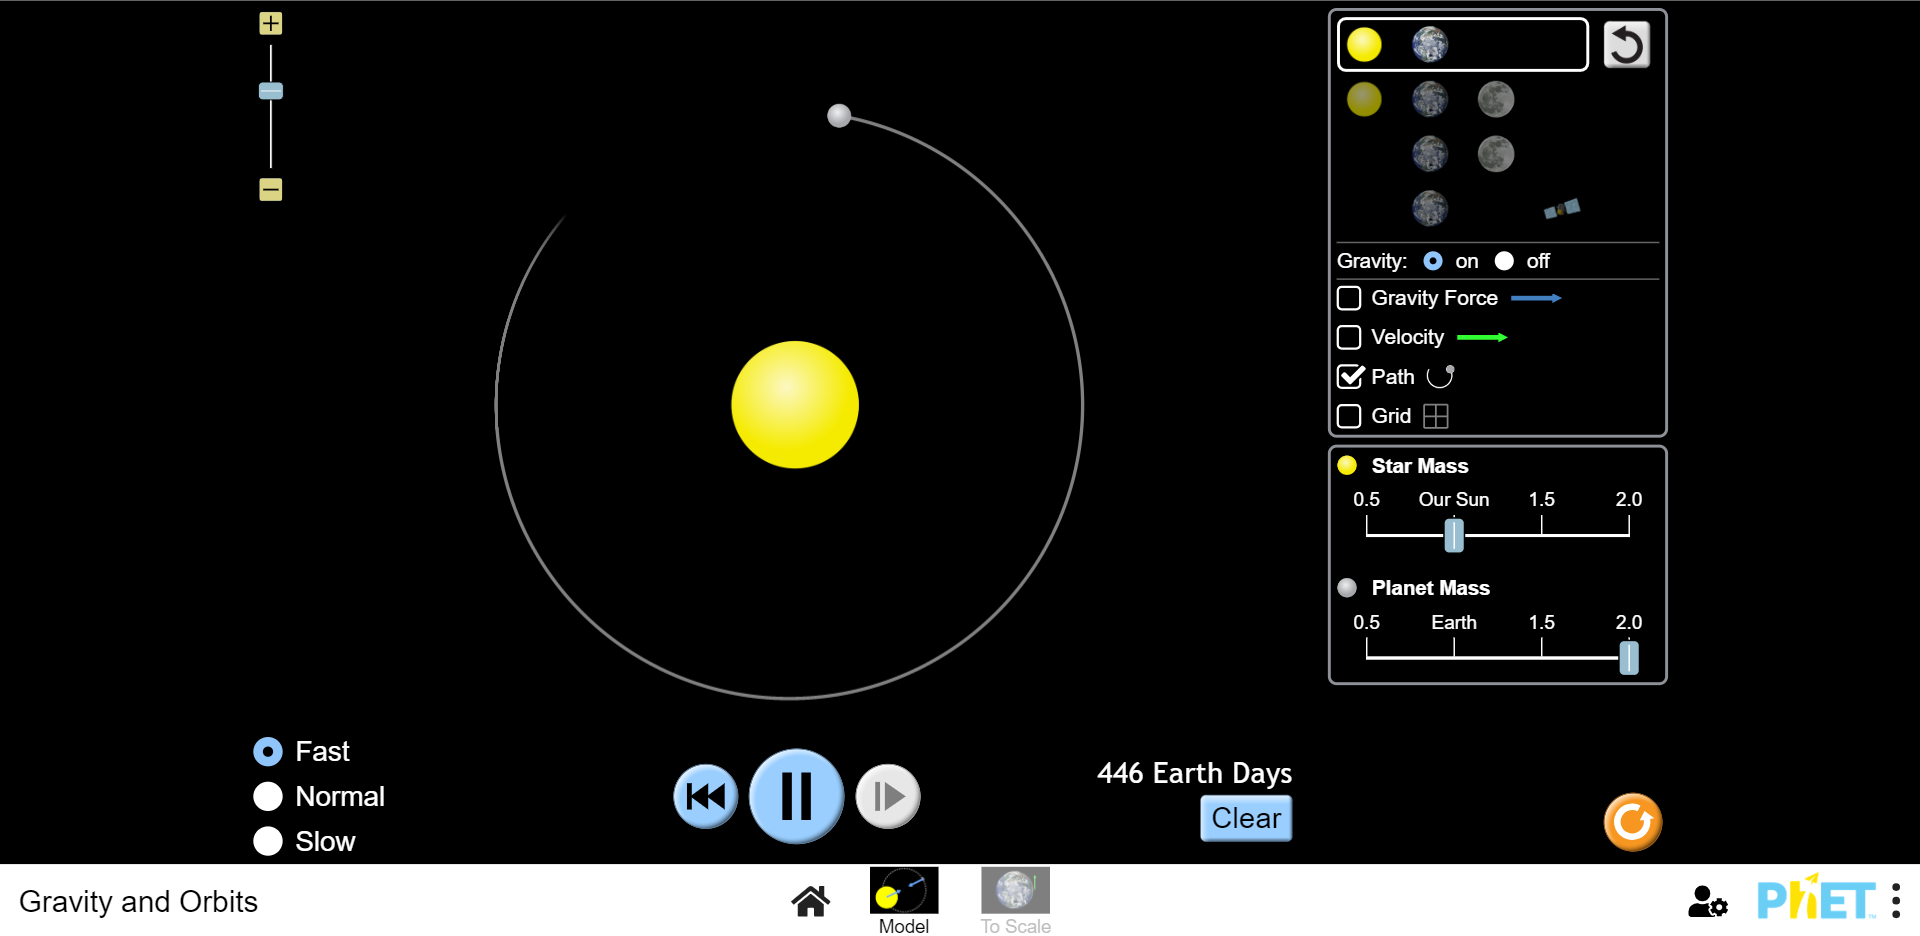 Gravity: on off
Gravity Force
Velocity
Path
Grid
Star Mass
0.5 Our Sun 1.5 2.0
Planet Mass
0.5 Earth 1.5 2.0
Fast
Normal
Slow
446 Earth Days
Clear
Gravity and Orbits
Model
To Scale
PhET